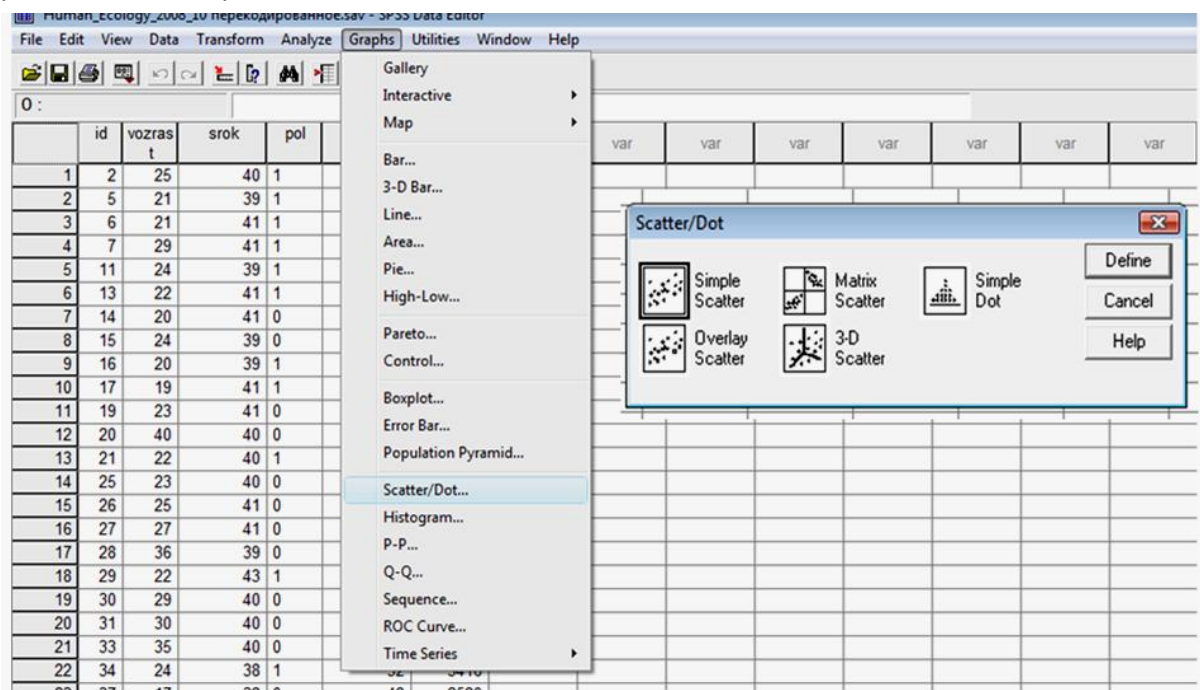 Human_Ecology_2008_10 перекодированное.sav - SPSS Data Editor
File Edit View Data Transform Analyze Graphs Utilities Window Help
0 :
id vozrast srok pol var var var var var var var
1 2 25 40 1
2 5 21 39 1
3 6 21 41 1
4 7 29 41 1
5 11 24 39 1
6 13 22 41 1
7 14 20 41 0
8 15 24 39 0
9 16 20 39 1
10 17 19 41 1
11 19 23 41 0
12 20 40 40 0
13 21 22 40 1
14 25 23 40 0
15 26 25 41 0
16 27 27 41 0
17 28 36 39 0
18 29 22 43 1
19 30 29 40 0
20 31 30 40 0
21 33 35 40 0
22 34 24 38 1
Gallery
Interactive
Map
Bar...
3-D Bar...
Line...
Area...
Pie...
High-Low...
Pareto...
Control...
Boxplot...
Error Bar...
Population Pyramid...
Scatter/Dot...
Histogram...
P-P...
Q-Q...
Sequence...
ROC Curve...
Time Series
Scatter/Dot
Simple Scatter
Matrix Scatter
Simple Dot
Overlay Scatter
3-D Scatter
Define
Cancel
Help